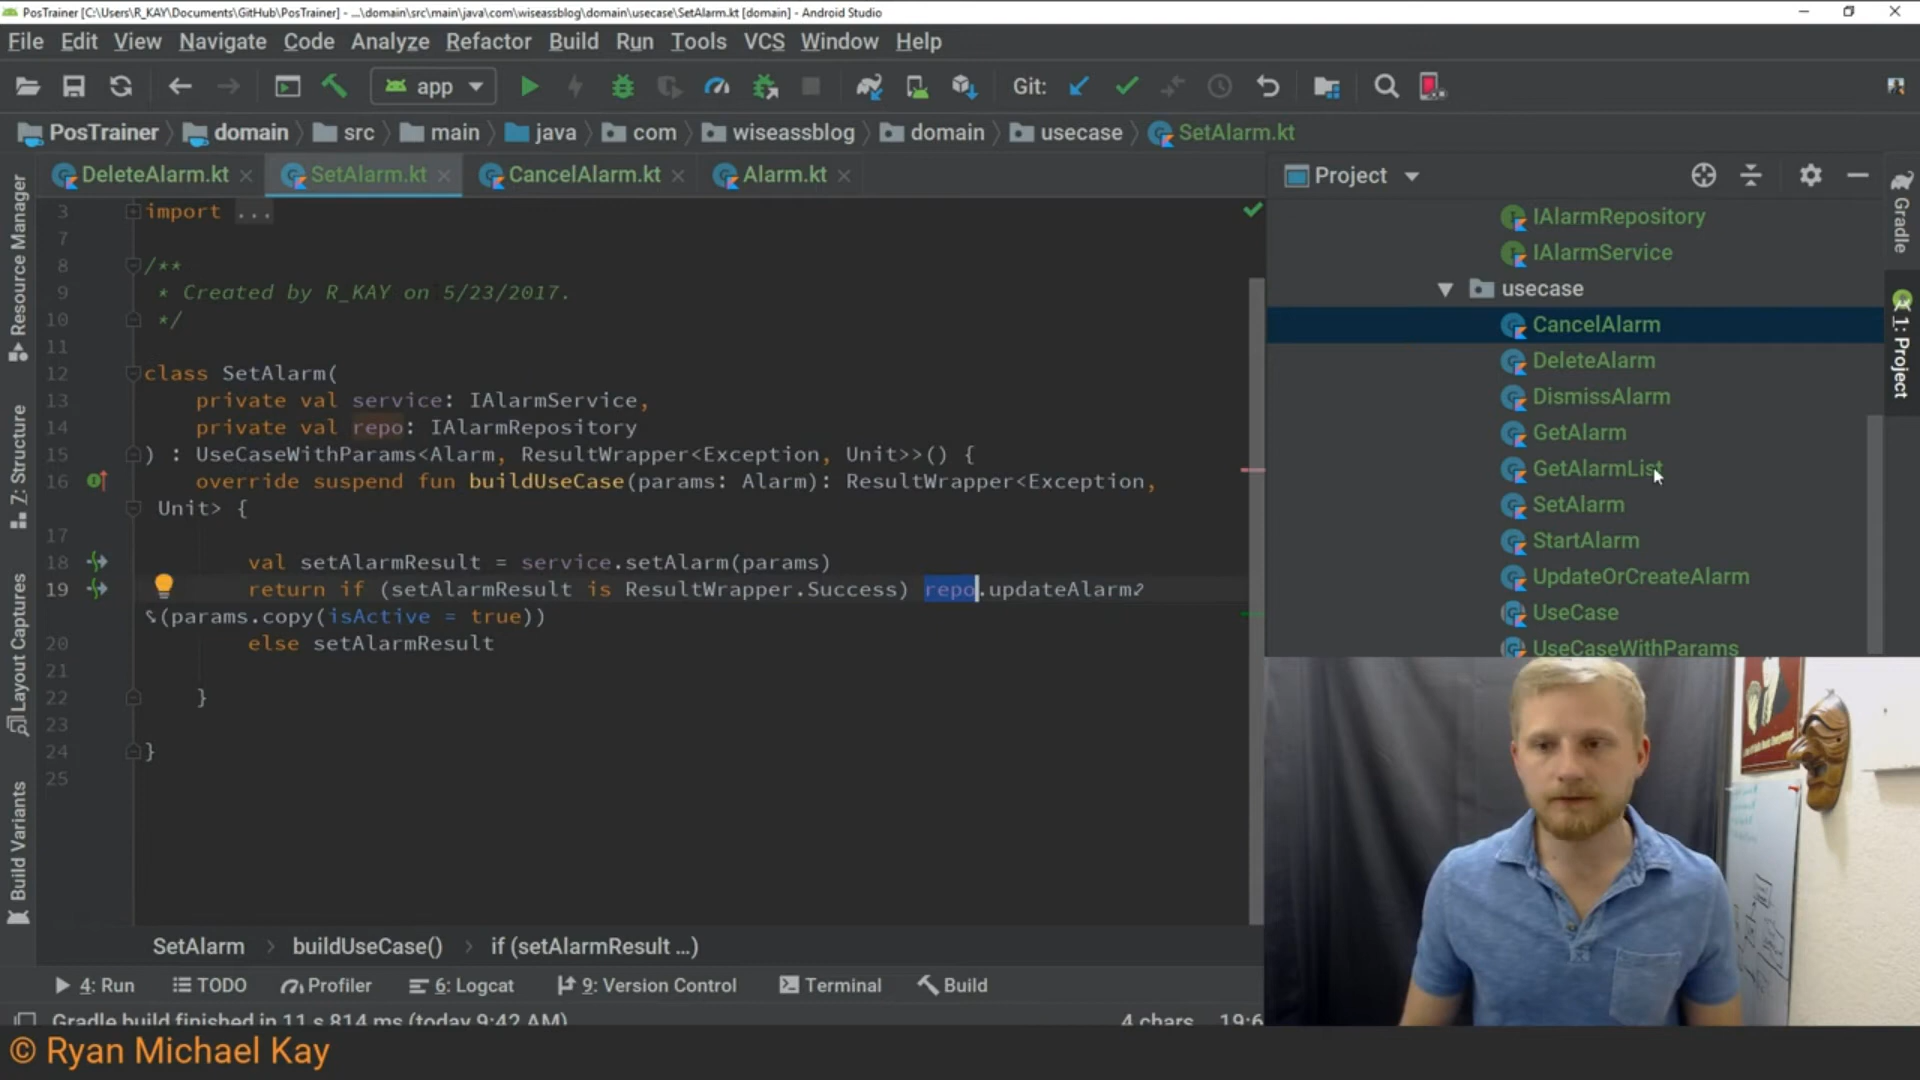 PosTrainer [C:\Users\R_KAY\Documents\GitHub\PosTrainer] - ...\domain\src\main\java\com\wiseassblog\domain\usecase\SetAlarm.kt [domain] - Android Studio
File Edit View Navigate Code Analyze Refactor Build Run Tools VCS Window Help
app Git:
PosTrainer domain src main java com wiseassblog domain usecase SetAlarm.kt
DeleteAlarm.kt SetAlarm.kt CancelAlarm.kt Alarm.kt
3 import ...
7
8 /**
9 * Created by R_KAY on 5/23/2017.
10 */
11
12 class SetAlarm(
13 private val service: IAlarmService,
14 private val repo: IAlarmRepository
15 ) : UseCaseWithParams<Alarm, ResultWrapper<Exception, Unit>>() {
16 override suspend fun buildUseCase(params: Alarm): ResultWrapper<Exception,
Unit> {
17
18 val setAlarmResult = service.setAlarm(params)
19 return if (setAlarmResult is ResultWrapper.Success) repo.updateAlarm
(params.copy(isActive = true))
20 else setAlarmResult
21
22 }
23
24 }
25
Project
IAlarmRepository
IAlarmService
usecase
CancelAlarm
DeleteAlarm
DismissAlarm
GetAlarm
GetAlarmList
SetAlarm
StartAlarm
UpdateOrCreateAlarm
UseCase
UseCaseWithParams
Resource Manager
7: Structure
Layout Captures
Build Variants
Gradle
1: Project
SetAlarm buildUseCase() if (setAlarmResult ...)
4: Run TODO Profiler 6: Logcat 9: Version Control Terminal Build
Gradle build finished in 11 s 814 ms (today 9:42 AM) 4 chars 19:6
© Ryan Michael Kay